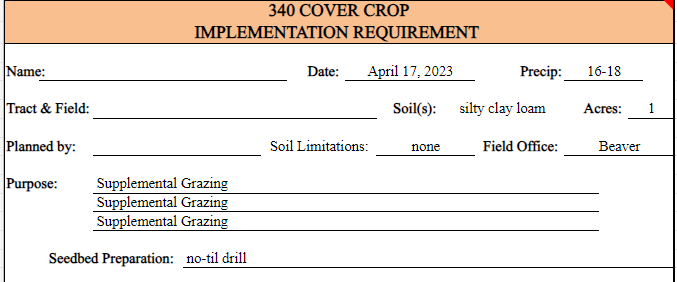 340 COVER CROP
IMPLEMENTATION REQUIREMENT
Name: Date: April 17, 2023 Precip: 16-18
Tract & Field: Soil(s): silty clay loam Acres: 1
Planned by: Soil Limitations: none Field Office: Beaver
Purpose: Supplemental Grazing
Supplemental Grazing
Supplemental Grazing
Seedbed Preparation: no-til drill